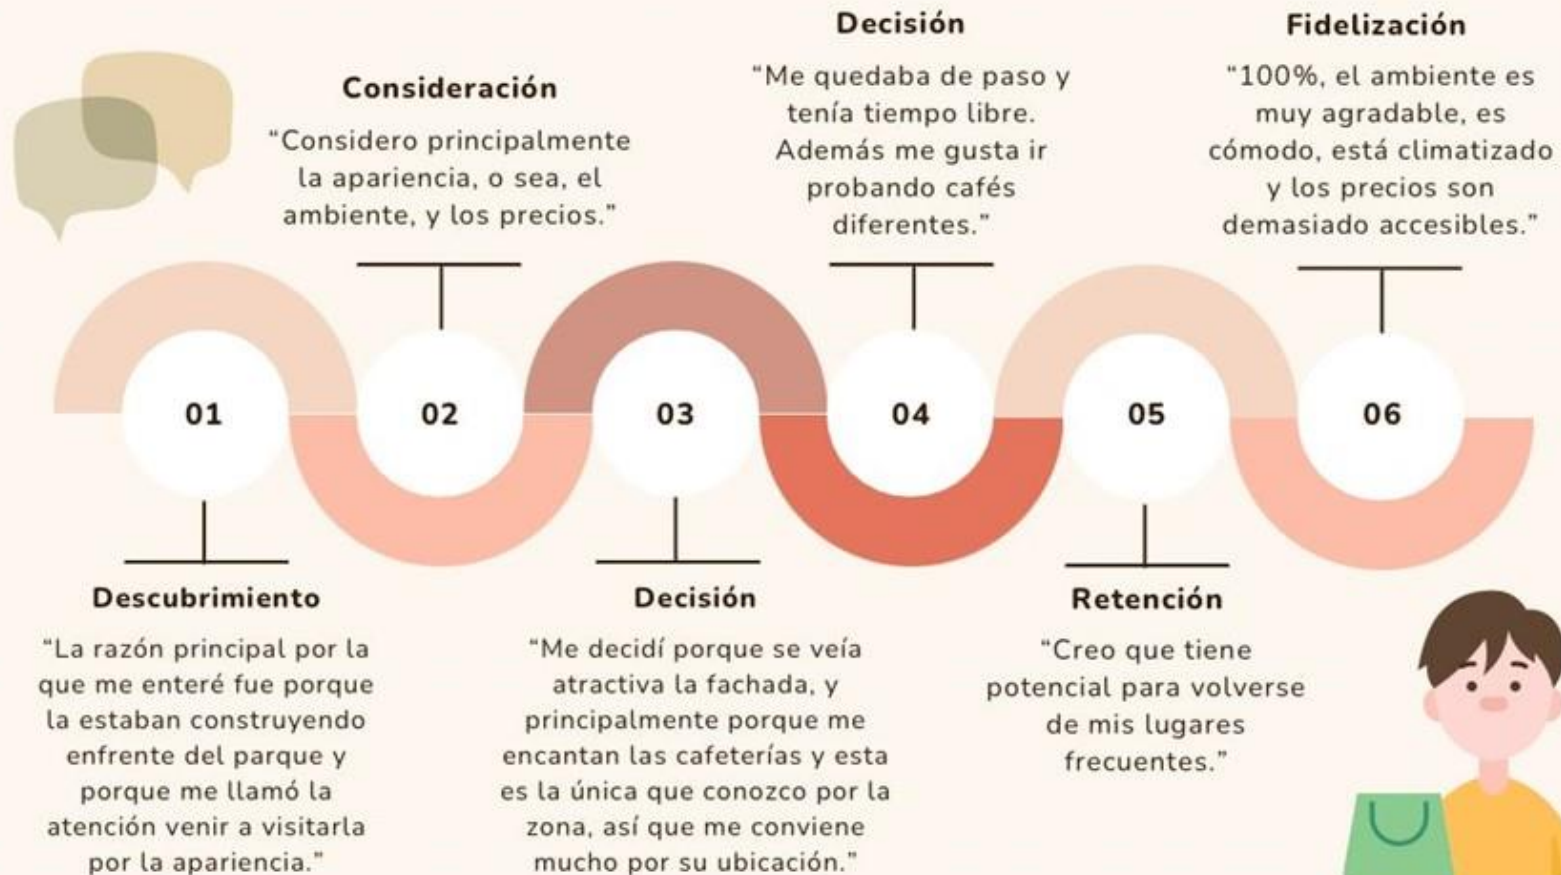 Descubrimiento
“La razón principal por la
que me enteré fue porque
la estaban construyendo
enfrente del parque y
porque me llamó la
atención venir a visitarla
por la apariencia.”
01
Consideración
“Considero principalmente
la apariencia, o sea, el
ambiente, y los precios.”
02
03
Decisión
“Me decidí porque se veía
atractiva la fachada, y
principalmente porque me
encantan las cafeterías y esta
es la única que conozco por la
zona, así que me conviene
mucho por su ubicación.”
Decisión
“Me quedaba de paso y
tenía tiempo libre.
Además me gusta ir
probando cafés
diferentes.”
04
05
Retención
“Creo que tiene
potencial para volverse
de mis lugares
frecuentes.”
Fidelización
“100%, el ambiente es
muy agradable, es
cómodo, está climatizado
y los precios son
demasiado accesibles.”
06